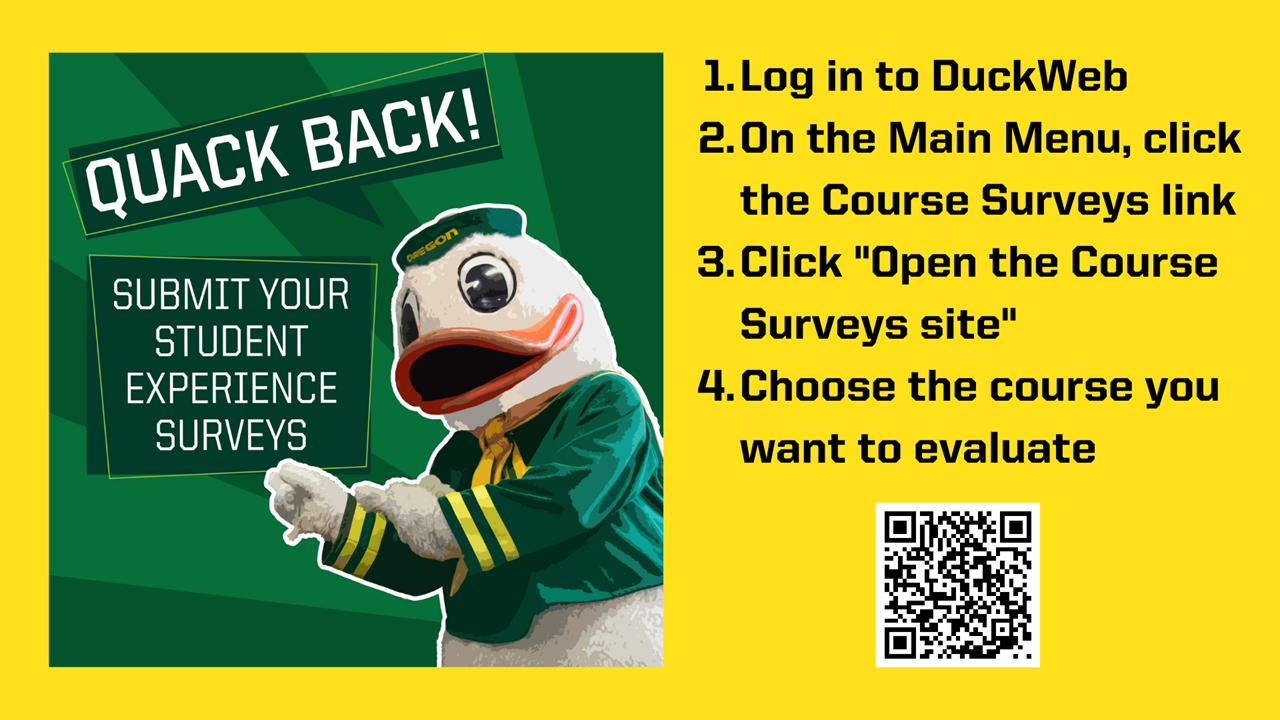 QUACK BACK!
SUBMIT YOUR
STUDENT
EXPERIENCE
SURVEYS
OREGON
1. Log in to DuckWeb
2. On the Main Menu, click
the Course Surveys link
3. Click "Open the Course
Surveys site"
4. Choose the course you
want to evaluate